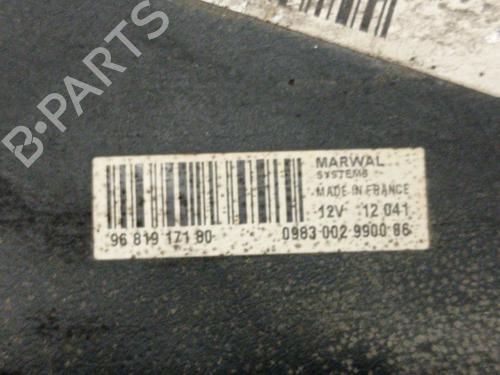 B-PARTS
MARWAL
SYSTEMS
MADE IN FRANCE
12V 12 041
96 819 171 80
0983 002 9900 86